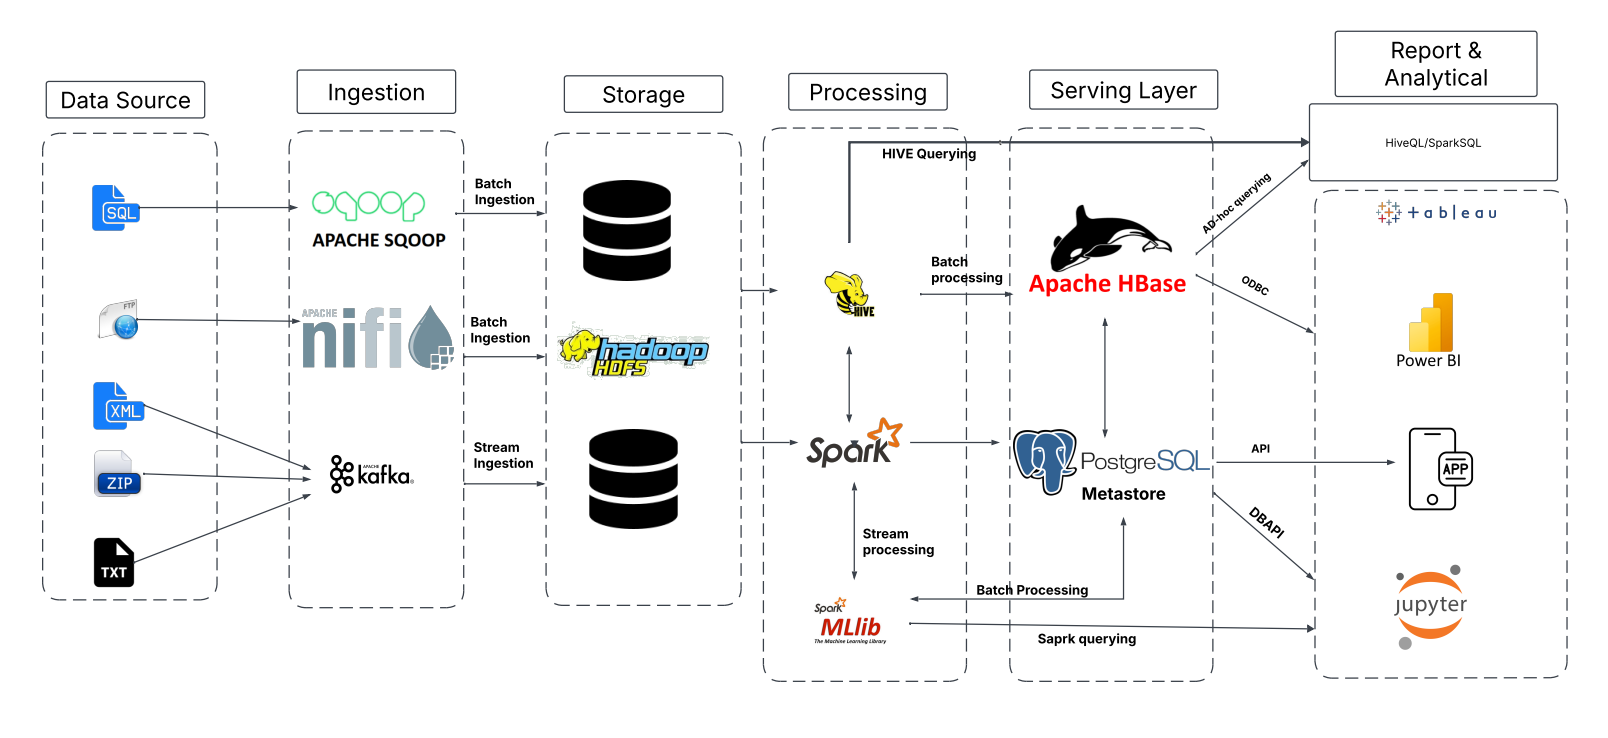 Data Source
Ingestion
Storage
Processing
Serving Layer
Report &
Analytical
SQL
FTP
XML
ZIP
TXT
sqoop
APACHE SQOOP
APACHE
nifi
APACHE
kafka
Batch
Ingestion
Batch
Ingestion
Stream
Ingestion
hadoop
HDFS
HIVE Querying
HIVE
Batch
processing
Spark
Stream
processing
Spark
MLlib
The Machine Learning Library
Batch Processing
Saprk querying
Apache HBase
PostgreSQL
Metastore
AD-hoc querying
ODBC
API
DBAPI
HiveQL/SparkSQL
+ableau
Power BI
APP
jupyter